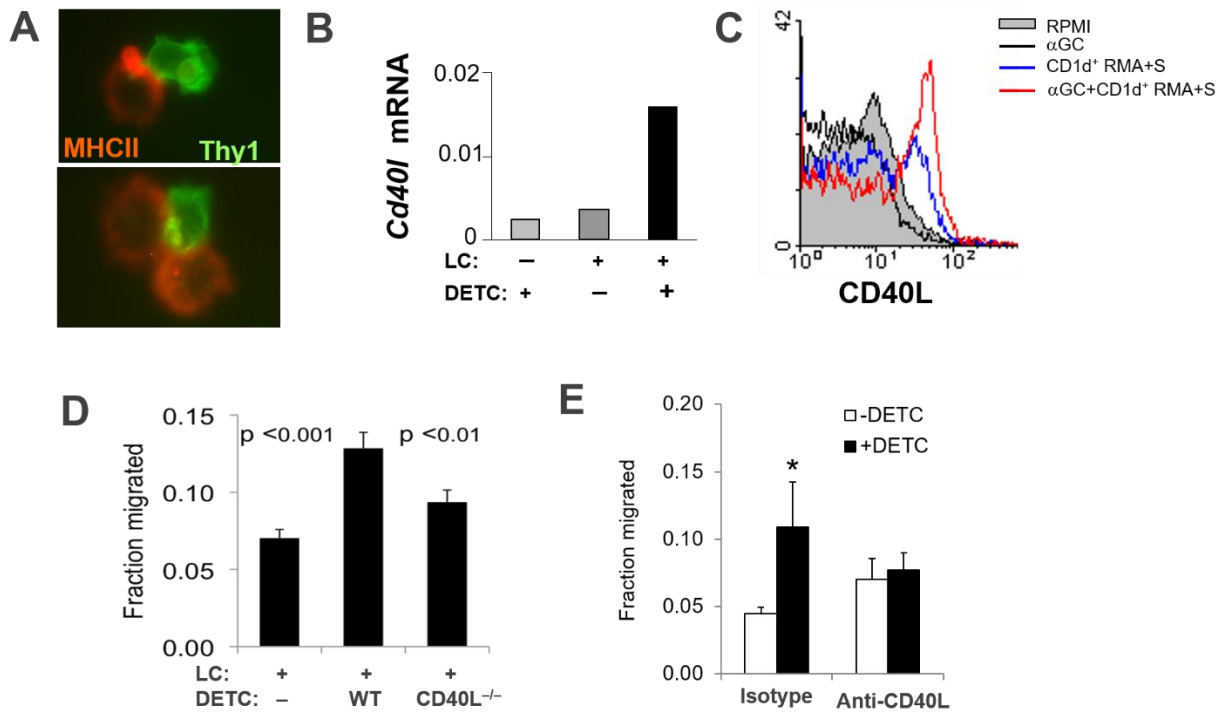 A
MHCII
Thy1
B
Cd40l mRNA
0.02
0.01
0
LC: – + +
DETC: + – +
C
42
0
10⁰ 10¹ 10²
CD40L
RPMI
αGC
CD1d⁺ RMA+S
αGC+CD1d⁺ RMA+S
D
Fraction migrated
0.15
0.10
0.05
0.00
p <0.001
p <0.01
LC: + + +
DETC: – WT CD40L⁻/⁻
E
Fraction migrated
0.20
0.15
0.10
0.05
0.00
-DETC
+DETC
*
Isotype Anti-CD40L